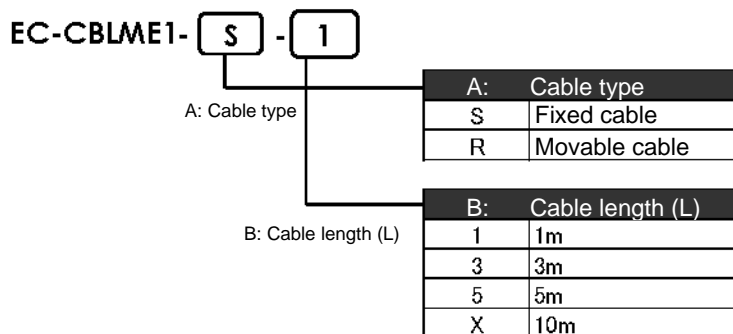 EC-CBLME1- S - 1
A: Cable type
A: Cable type
S Fixed cable
R Movable cable
B: Cable length (L)
B: Cable length (L)
1 1m
3 3m
5 5m
X 10m